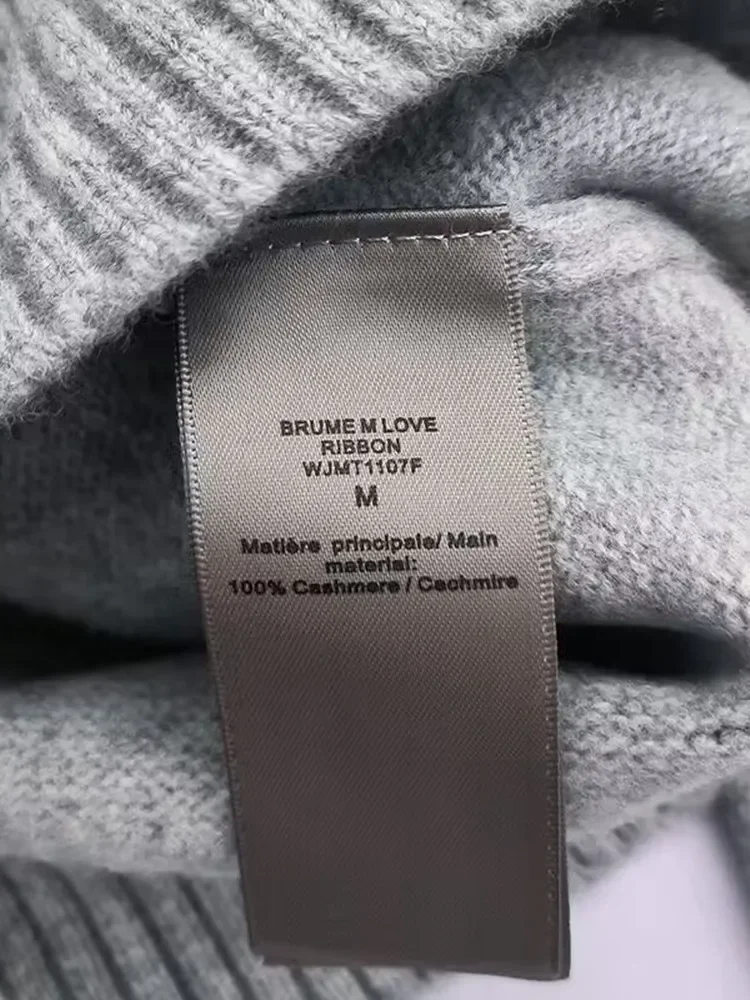 BRUME M LOVE
RIBBON
WJMT1107F
M
Matière principale/ Main
material:
100% Cashmere / Cachmire